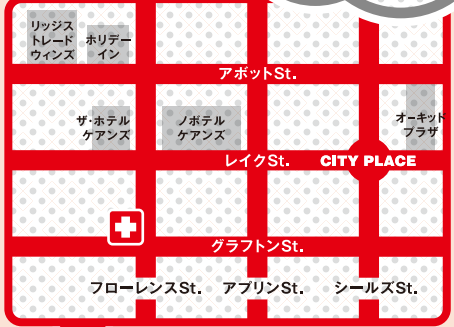 リッジス
トレード
ウィンズ
ホリデー
イン
アボットSt.
ザ・ホテル
ケアンズ
ノボテル
ケアンズ
オーキッド
プラザ
レイクSt.
CITY PLACE
グラフトンSt.
フローレンスSt.
アプリンSt.
シールズSt.